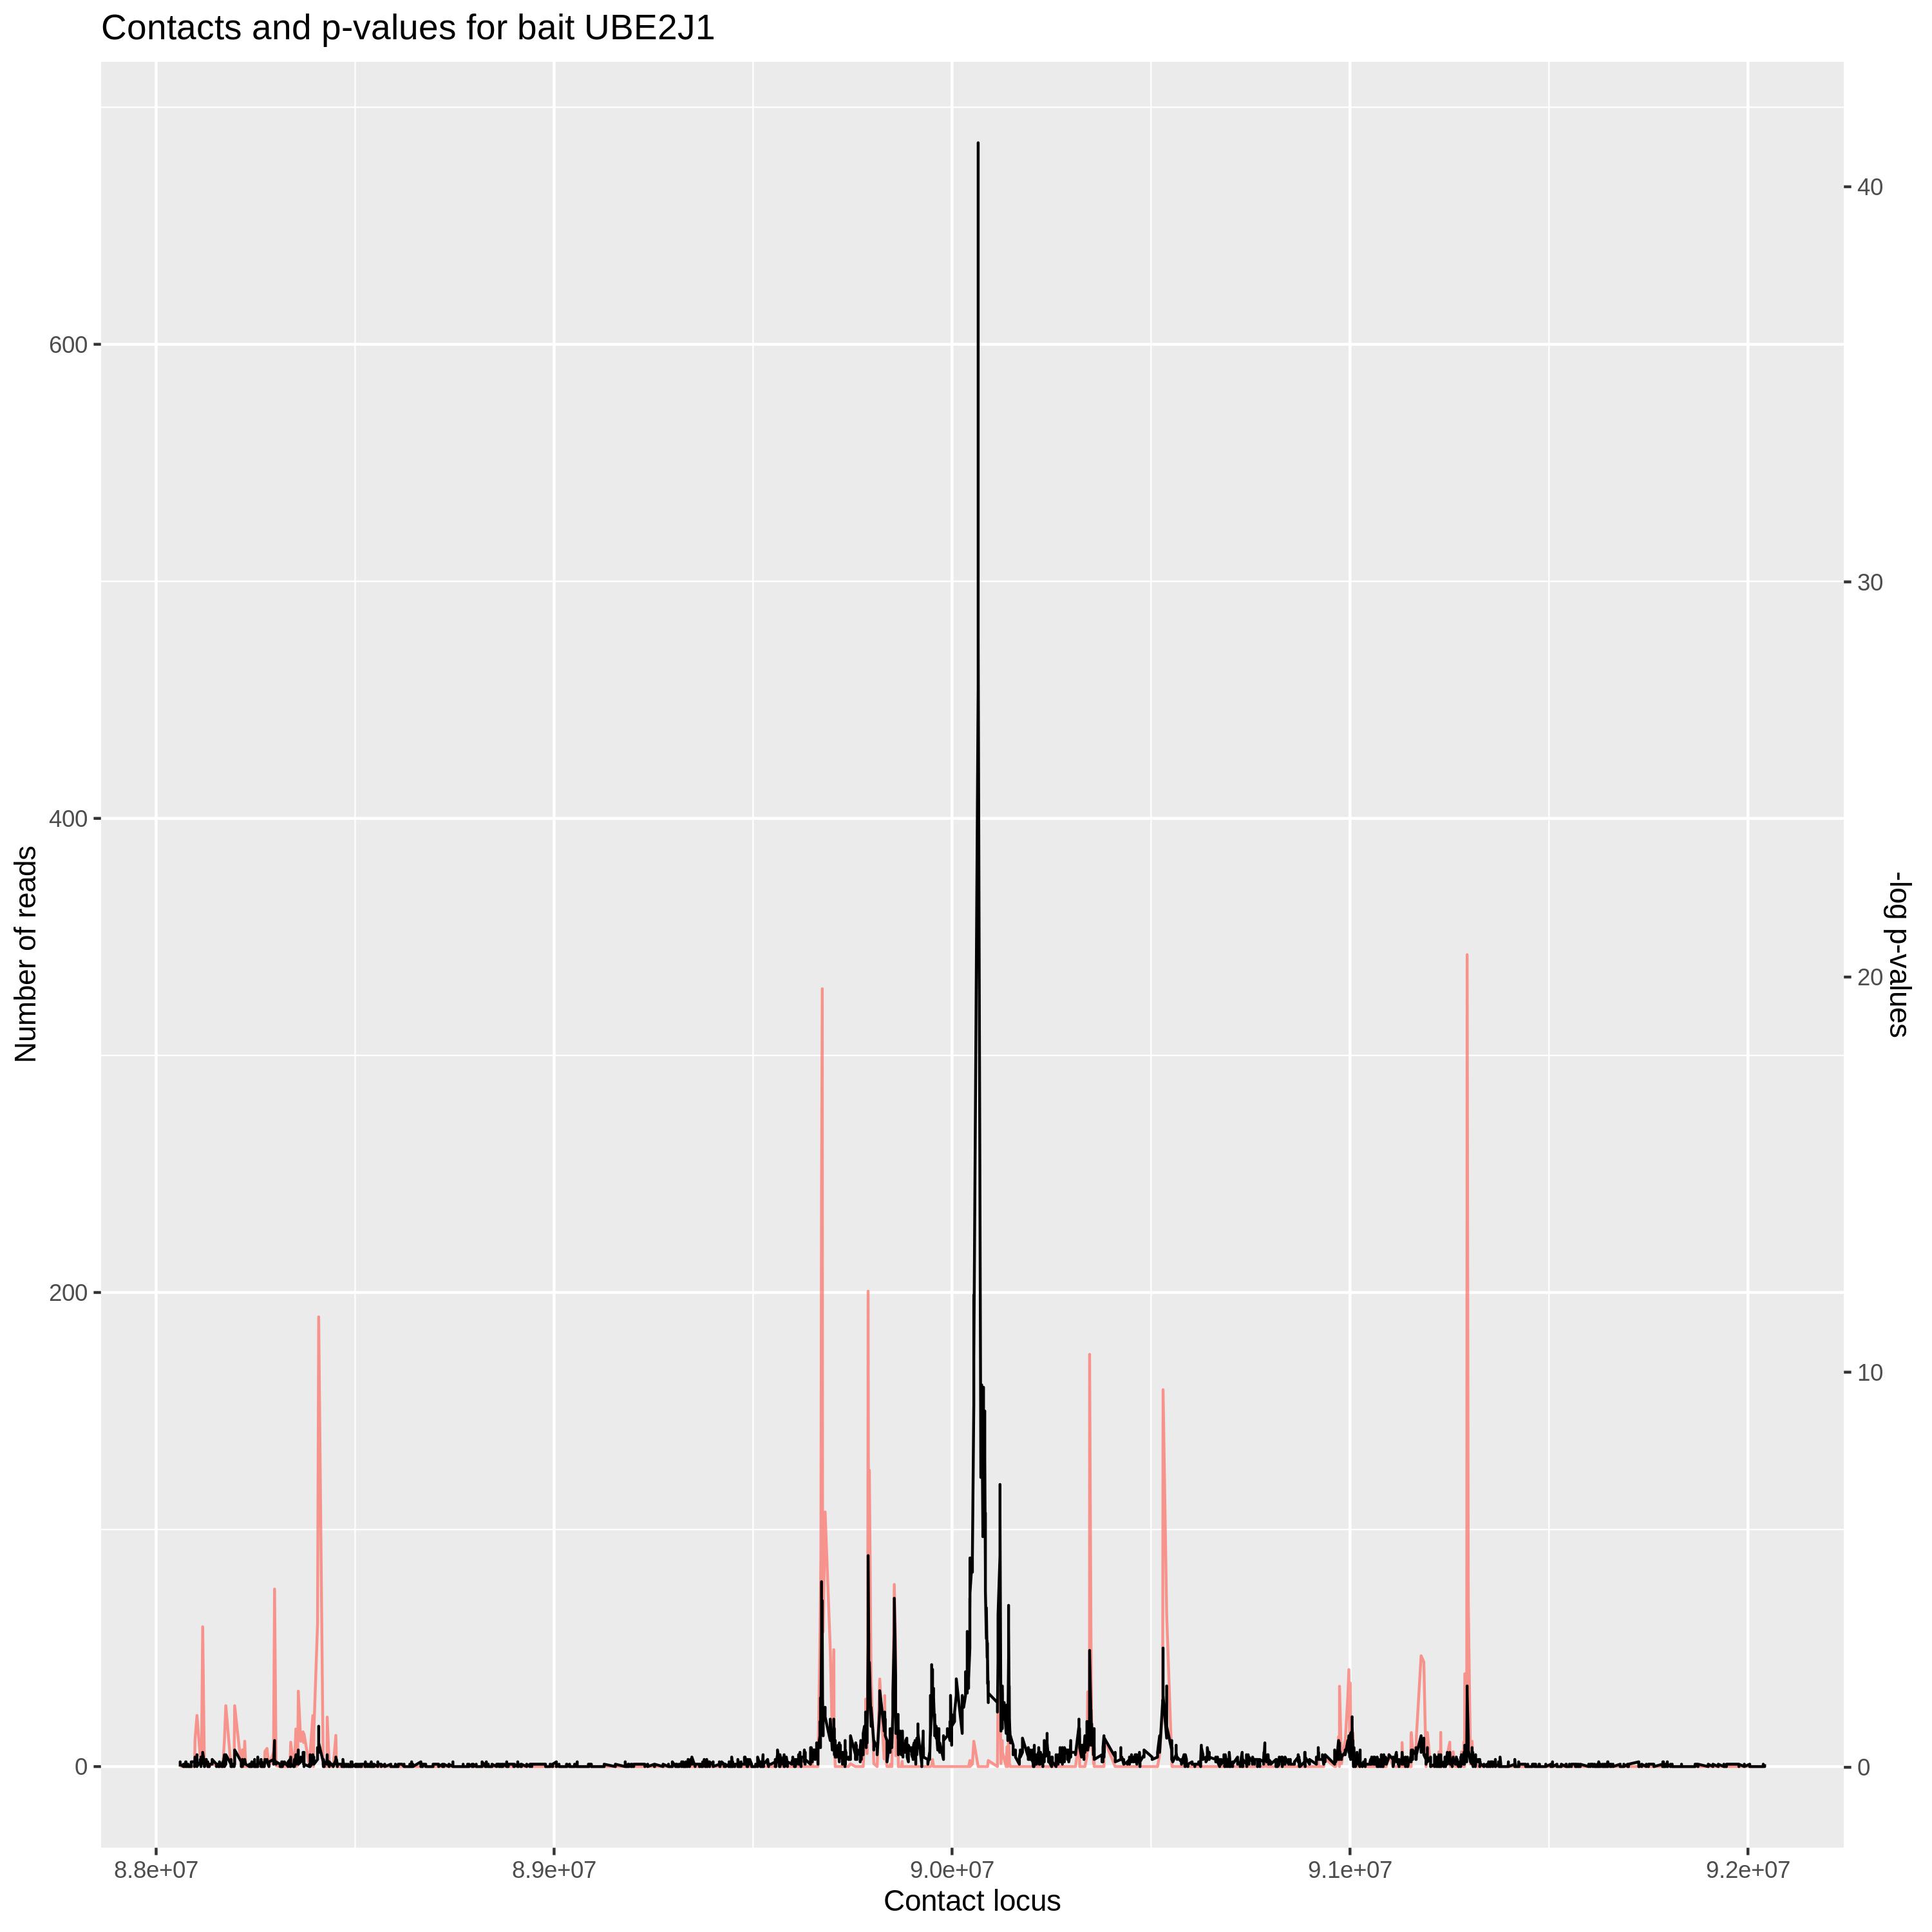 Contacts and p-values for bait UBE2J1
600
400
200
0
Number of reads
40
30
20
10
0
-log p-values
8.8e+07
8.9e+07
9.0e+07
9.1e+07
9.2e+07
Contact locus